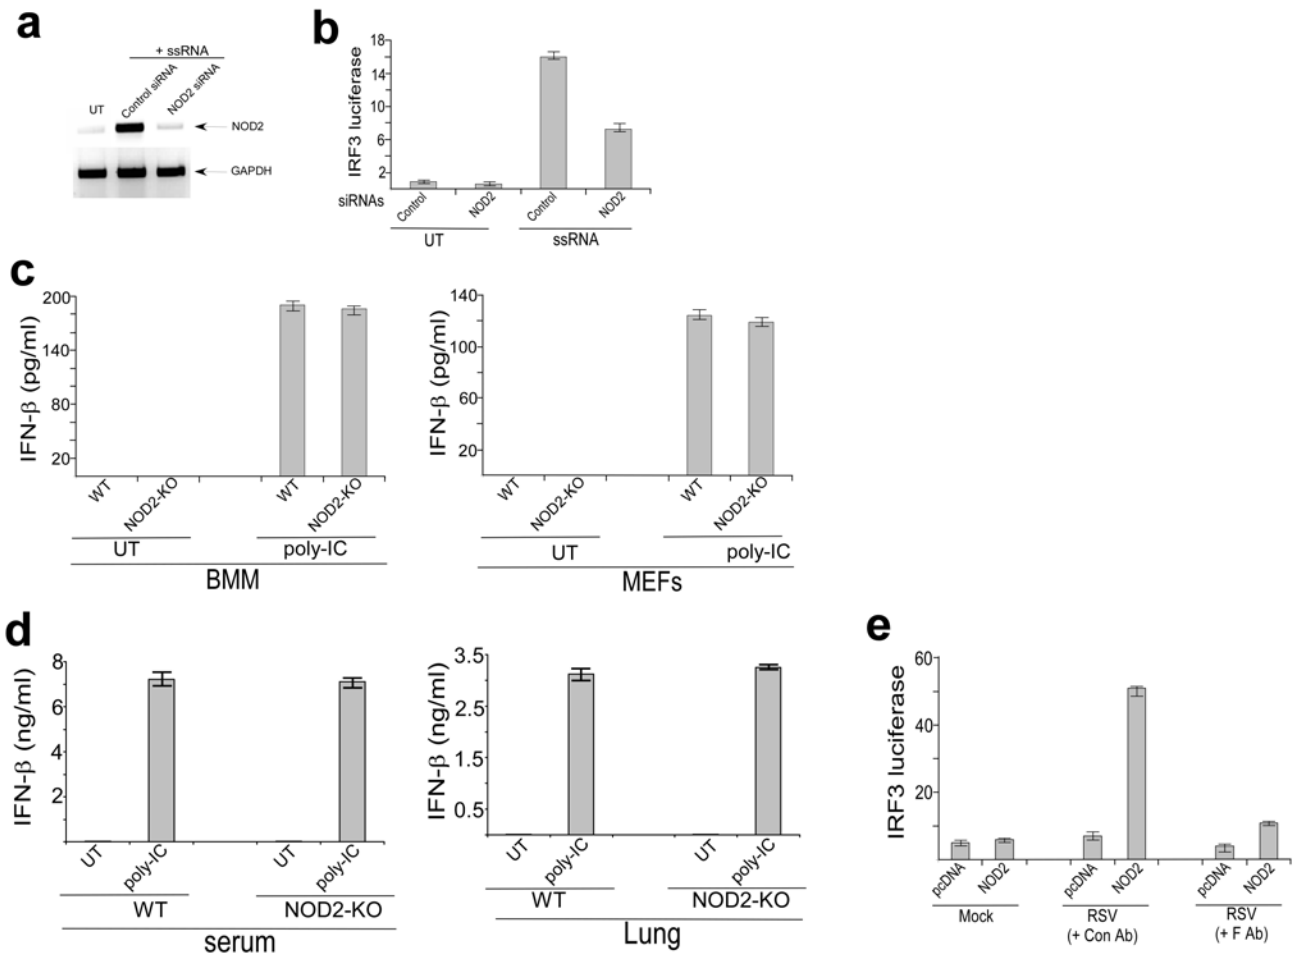 a
+ ssRNA
UT
Control siRNA
NOD2 siRNA
NOD2
GAPDH
b
IRF3 luciferase
18
14
10
6
2
siRNAs
Control
NOD2
Control
NOD2
UT
ssRNA
c
IFN-β (pg/ml)
200
140
80
20
WT
NOD2-KO
WT
NOD2-KO
UT
poly-IC
BMM
IFN-β (pg/ml)
140
100
60
20
WT
NOD2-KO
WT
NOD2-KO
UT
poly-IC
MEFs
d
IFN-β (ng/ml)
8
6
4
2
UT
poly-IC
UT
poly-IC
WT
NOD2-KO
serum
IFN-β (ng/ml)
3.5
2.5
1.5
0.5
UT
poly-IC
UT
poly-IC
WT
NOD2-KO
Lung
e
IRF3 luciferase
60
40
20
pcDNA
NOD2
pcDNA
NOD2
pcDNA
NOD2
Mock
RSV
(+ Con Ab)
RSV
(+ F Ab)